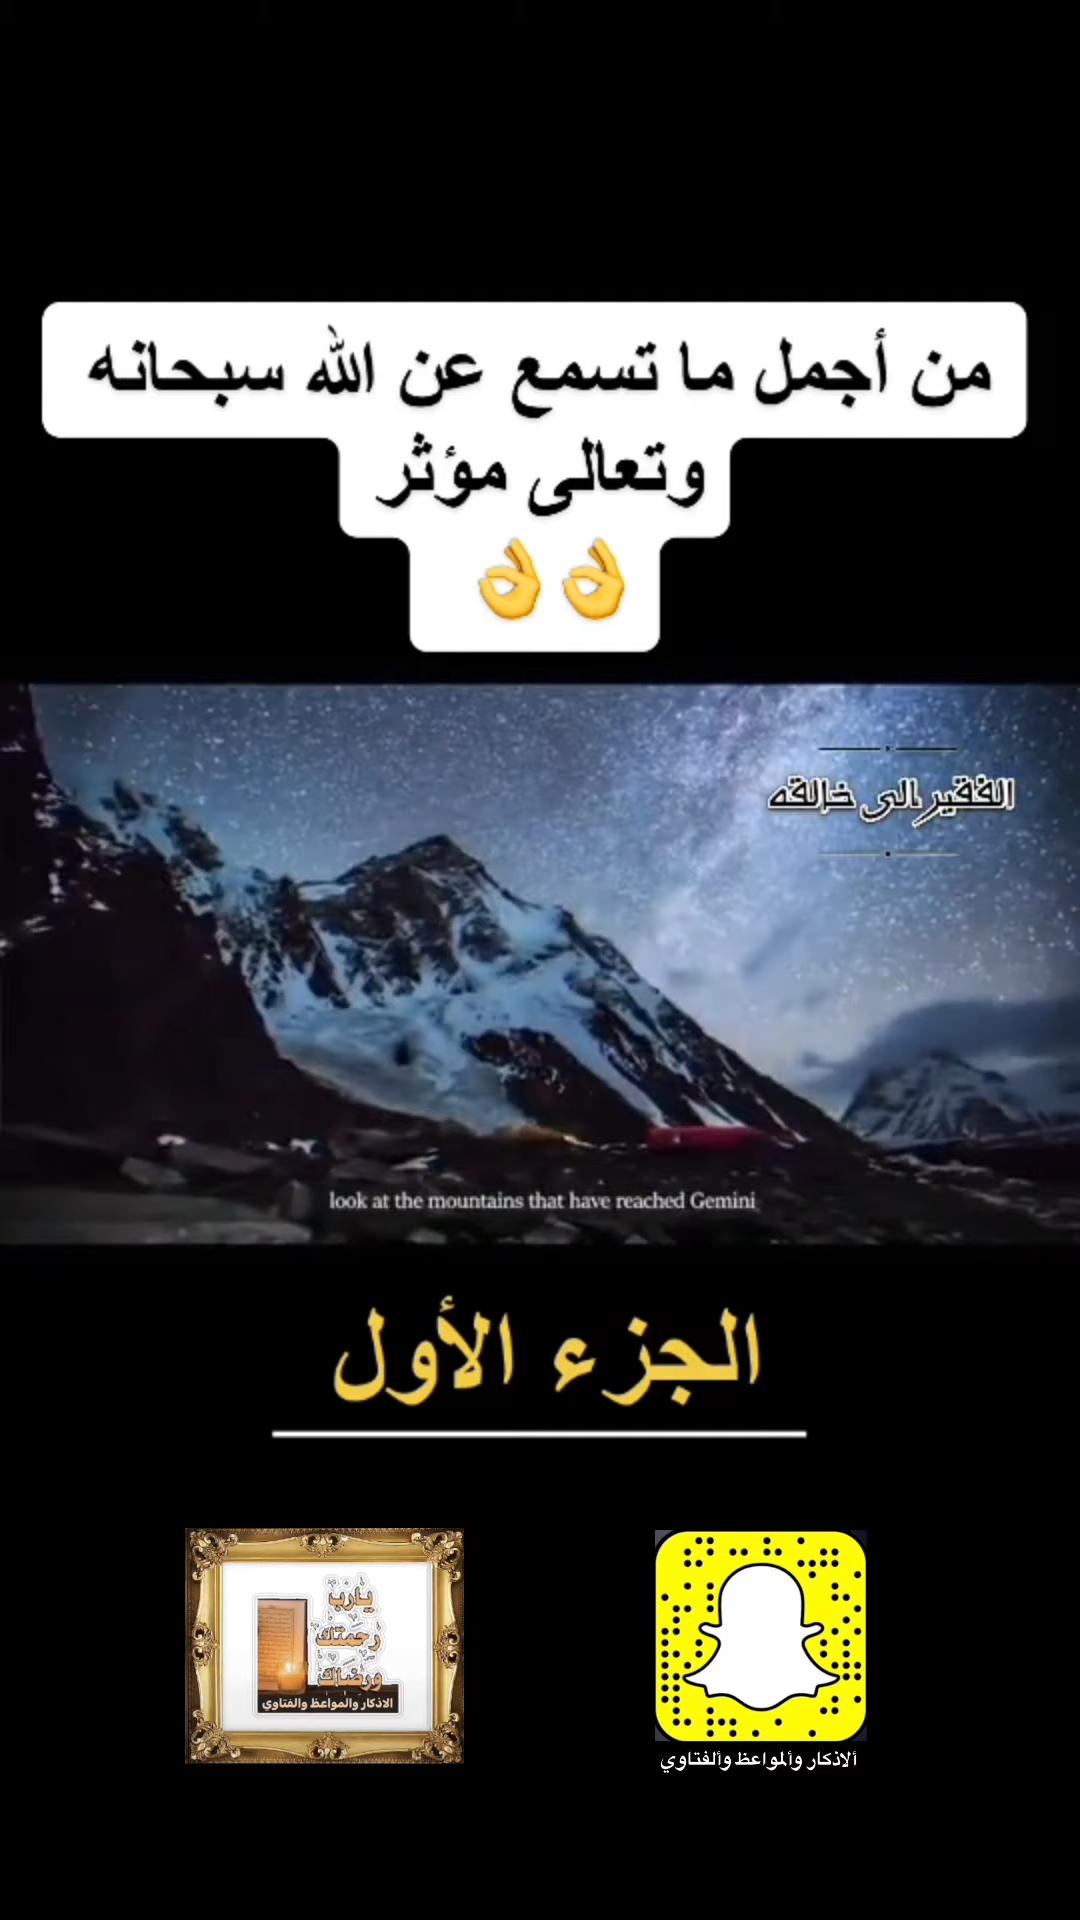 من أجمل ما تسمع عن الله سبحانه
وتعالى مؤثر
👌👌
الفقير الى خالقه
look at the mountains that have reached Gemini
الجزء الأول
يارب
رحمتك
ورضاك
الاذكار والمواعظ والفتاوي
ألاذكار وألمواعظ وألفتاوي